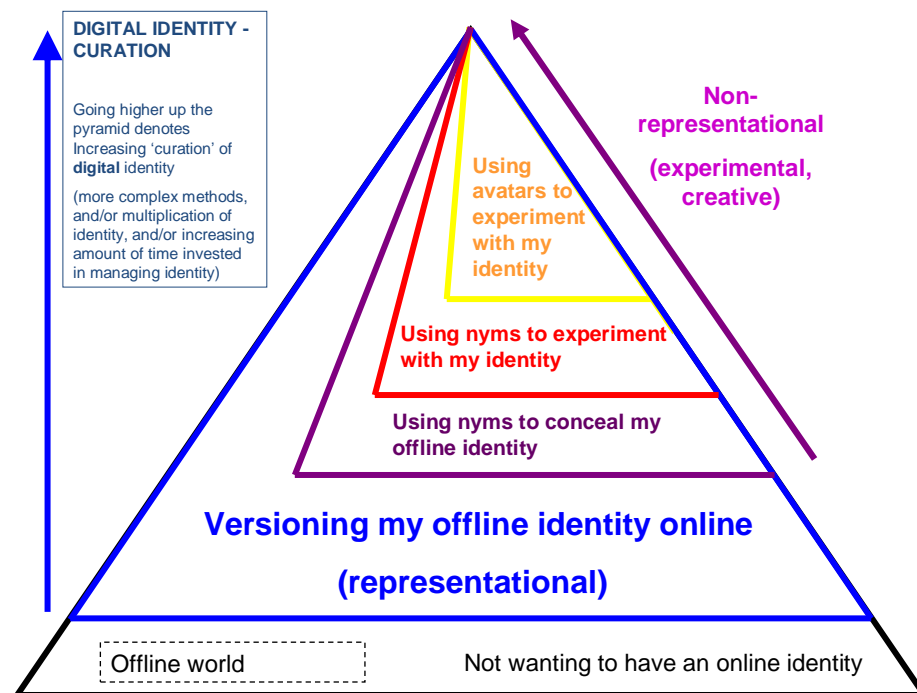 DIGITAL IDENTITY -
CURATION
Going higher up the
pyramid denotes
Increasing ‘curation’ of
digital identity
(more complex methods,
and/or multiplication of
identity, and/or increasing
amount of time invested
in managing identity)
Non-
representational
(experimental,
creative)
Using
avatars to
experiment
with my
identity
Using nyms to experiment
with my identity
Using nyms to conceal my
offline identity
Versioning my offline identity online
(representational)
Offline world
Not wanting to have an online identity